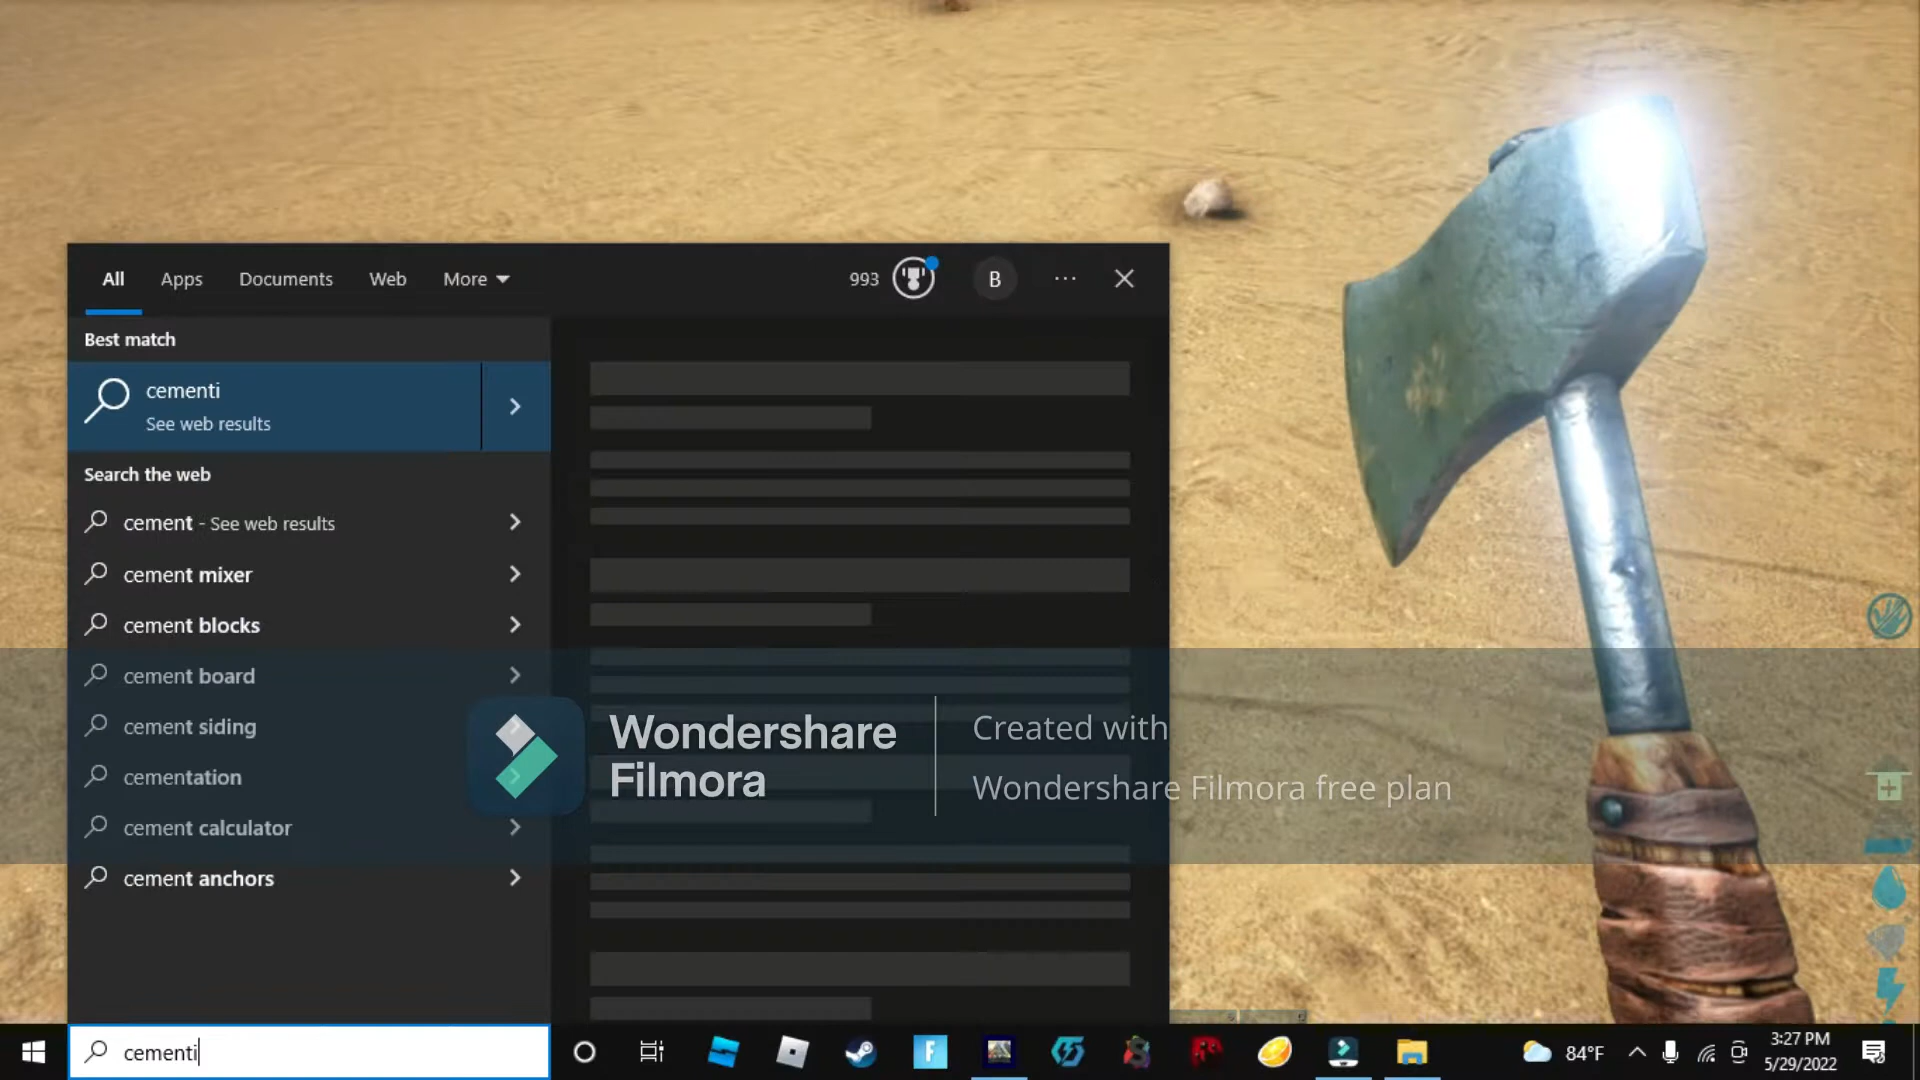 All Apps Documents Web More 993 B
Best match
cementi
See web results
Search the web
cement - See web results
cement mixer
cement blocks
cement board
cement siding
cementation
cement calculator
cement anchors
Wondershare
Filmora
Created with
Wondershare Filmora free plan
cementi
84°F
3:27 PM
5/29/2022